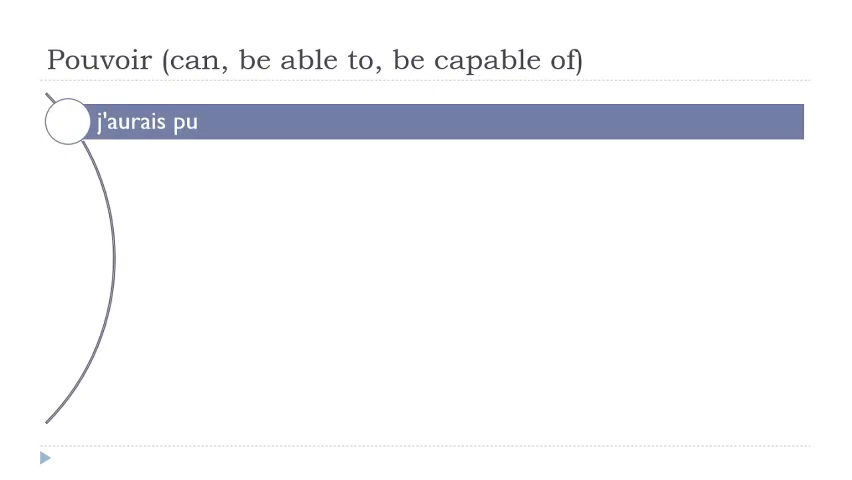 Pouvoir (can, be able to, be capable of)
j'aurais pu